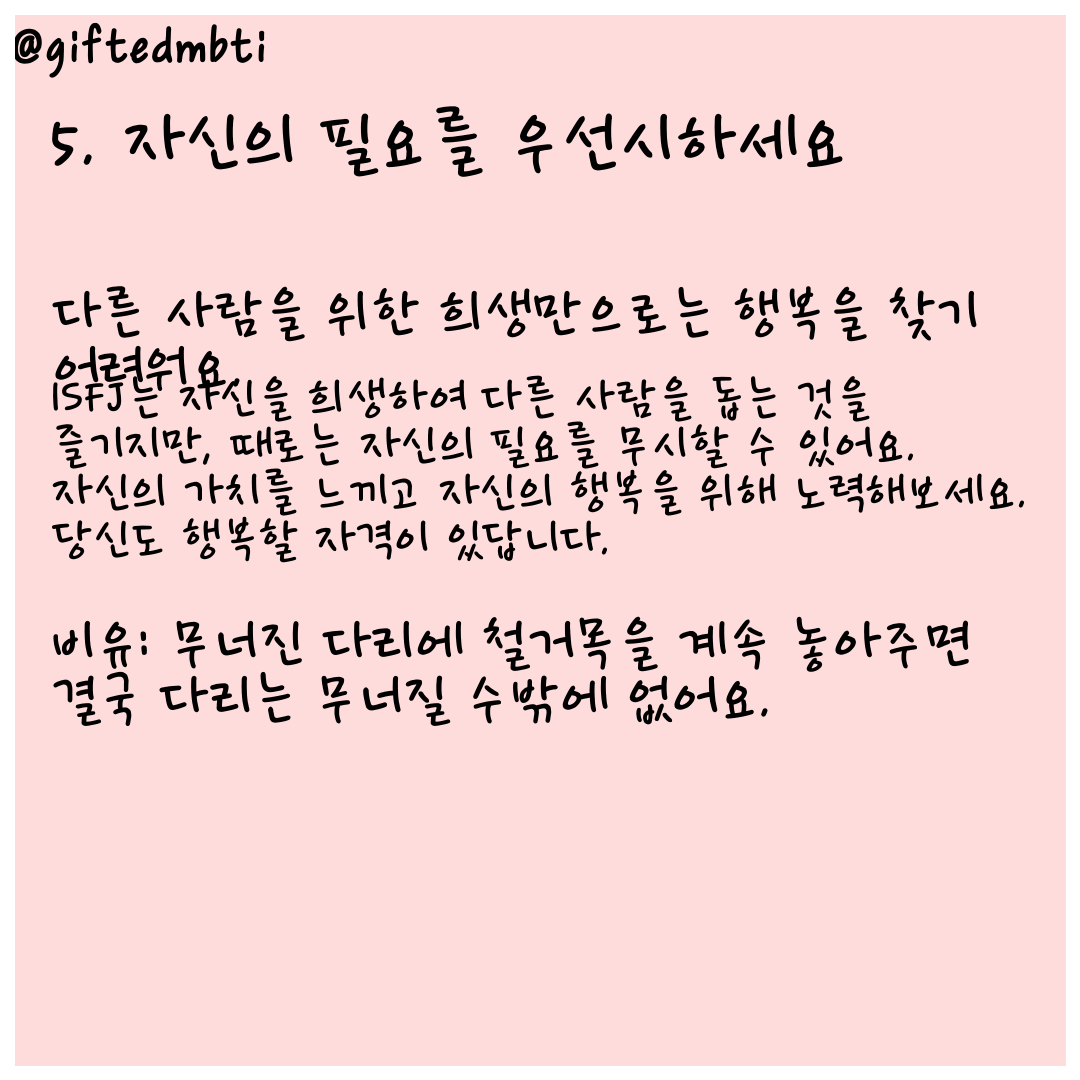 @giftedmbti
5. 자신의 필요를 우선시하세요
다른 사람을 위한 희생만으로는 행복을 찾기
어려워요.
ISFJ는 자신을 희생하여 다른 사람을 돕는 것을
즐기지만, 때로는 자신의 필요를 무시할 수 있어요.
자신의 가치를 느끼고 자신의 행복을 위해 노력해보세요.
당신도 행복할 자격이 있답니다.
비유: 무너진 다리에 철거목을 계속 놓아주면
결국 다리는 무너질 수밖에 없어요.